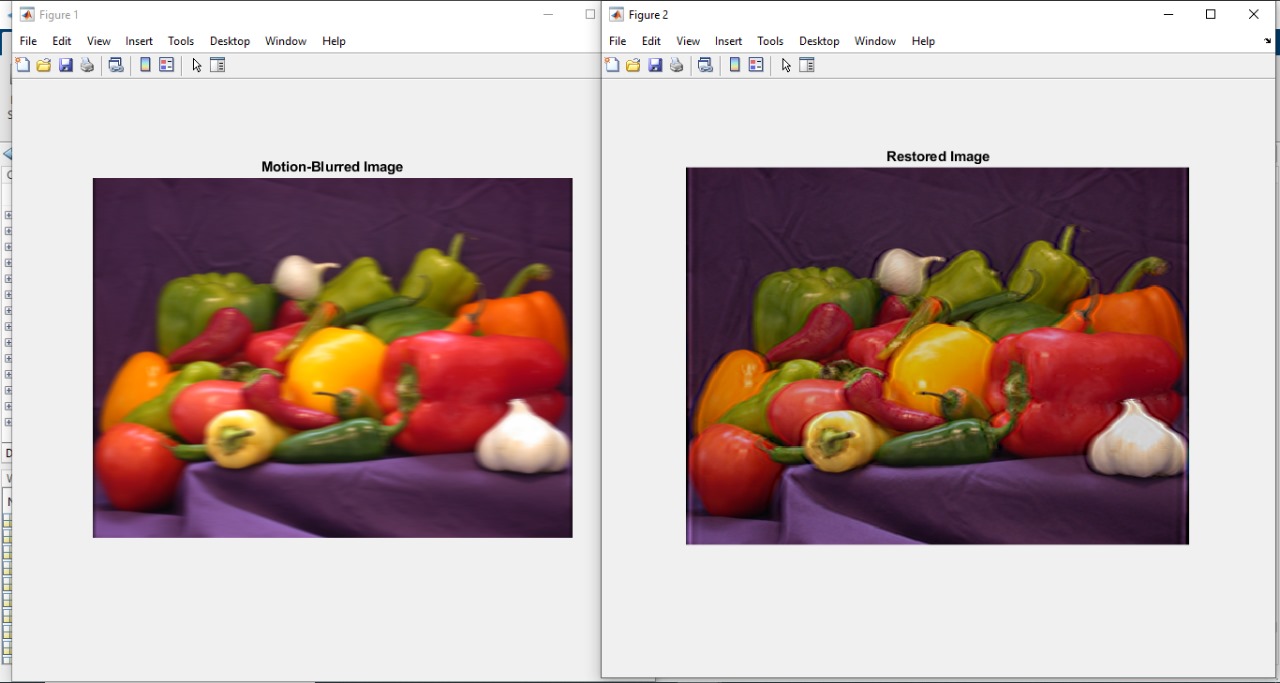 Figure 1
File Edit View Insert Tools Desktop Window Help
Motion-Blurred Image
Figure 2
File Edit View Insert Tools Desktop Window Help
Restored Image